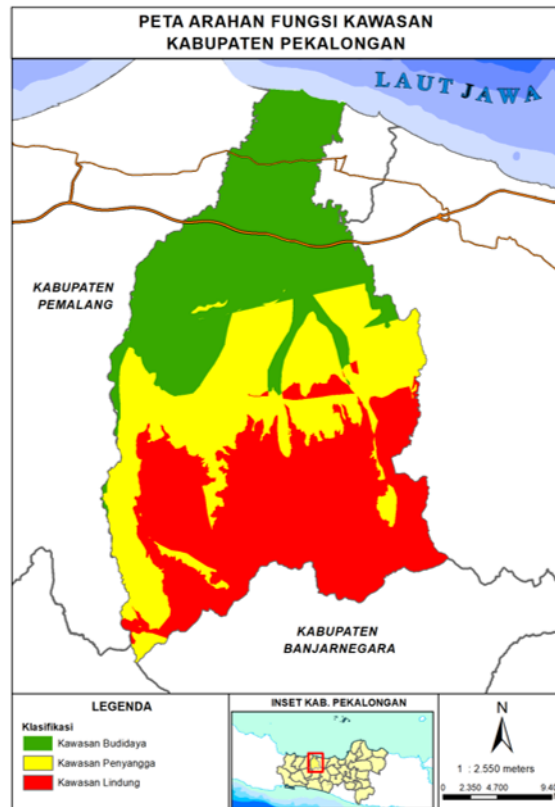 PETA ARAHAN FUNGSI KAWASAN
KABUPATEN PEKALONGAN
LAUT JAWA
KABUPATEN
PEMALANG
KABUPATEN
BANJARNEGARA
LEGENDA
Klasifikasi
Kawasan Budidaya
Kawasan Penyangga
Kawasan Lindung
INSET KAB. PEKALONGAN
N
1 : 2.550 meters
0 2.350 4.700